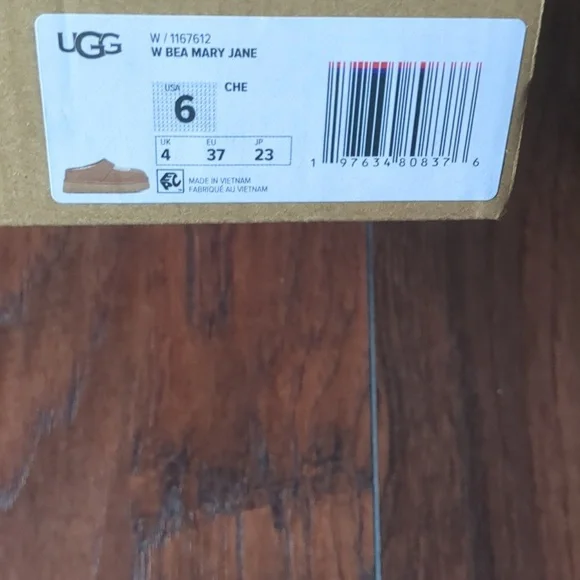 UGG
W / 1167612
W BEA MARY JANE
USA
6
CHE
UK EU JP
4 37 23
MADE IN VIETNAM
FABRIQUÉ AU VIETNAM
1 97634 80837 6